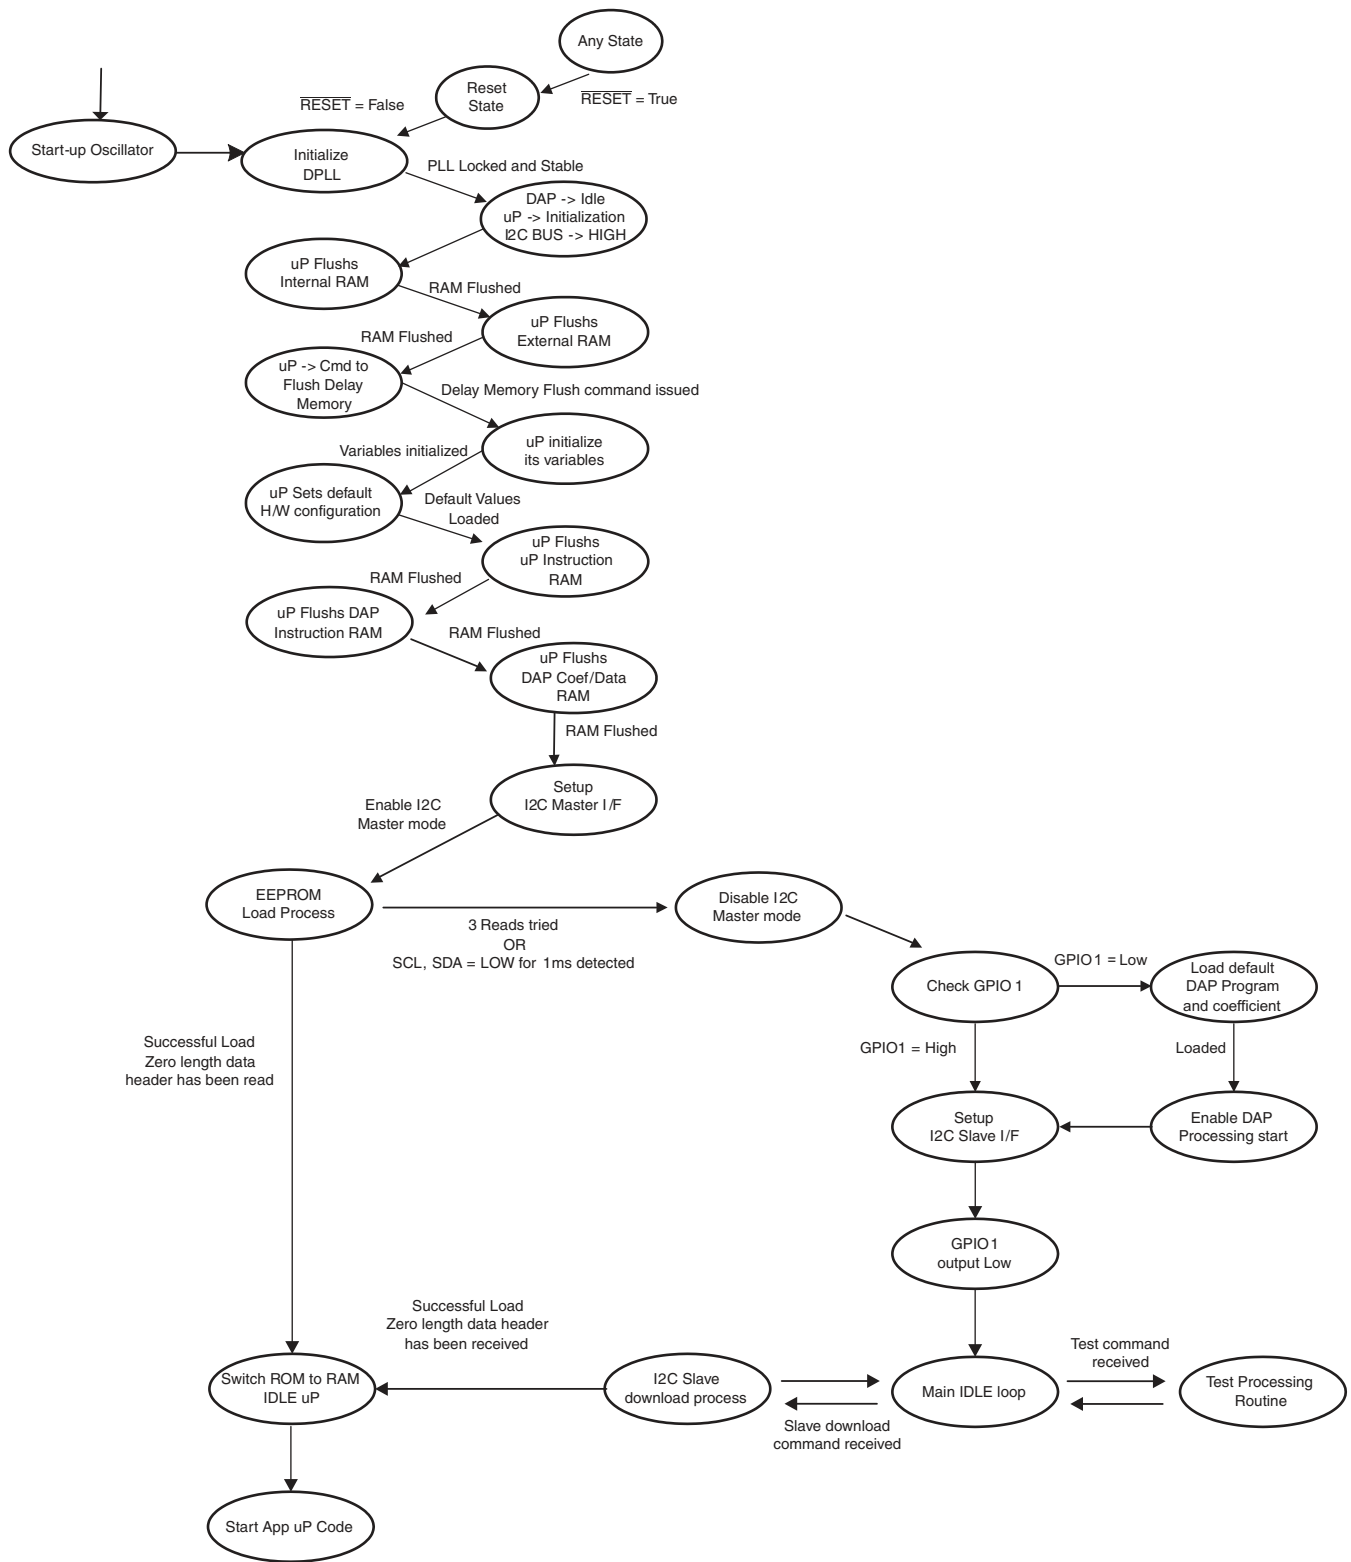 Any State
Reset
State
RESET = True
RESET = False
Start-up Oscillator
Initialize
DPLL
PLL Locked and Stable
DAP -> Idle
uP -> Initialization
I2C BUS -> HIGH
uP Flushs
Internal RAM
RAM Flushed
uP Flushs
External RAM
RAM Flushed
uP -> Cmd to
Flush Delay
Memory
Delay Memory Flush command issued
uP initialize
its variables
Variables initialized
uP Sets default
H/W configuration
Default Values
Loaded
uP Flushs
uP Instruction
RAM
RAM Flushed
uP Flushs DAP
Instruction RAM
RAM Flushed
uP Flushs
DAP Coef/Data
RAM
RAM Flushed
Setup
I2C Master I/F
Enable I2C
Master mode
EEPROM
Load Process
3 Reads tried
OR
SCL, SDA = LOW for 1ms detected
Disable I2C
Master mode
Check GPIO1
GPIO1 = Low
Load default
DAP Program
and coefficient
GPIO1 = High
Loaded
Successful Load
Zero length data
header has been read
Setup
I2C Slave I/F
Enable DAP
Processing start
GPIO1
output Low
Successful Load
Zero length data header
has been received
Test command
received
Switch ROM to RAM
IDLE uP
I2C Slave
download process
Main IDLE loop
Test Processing
Routine
Slave download
command received
Start App uP Code